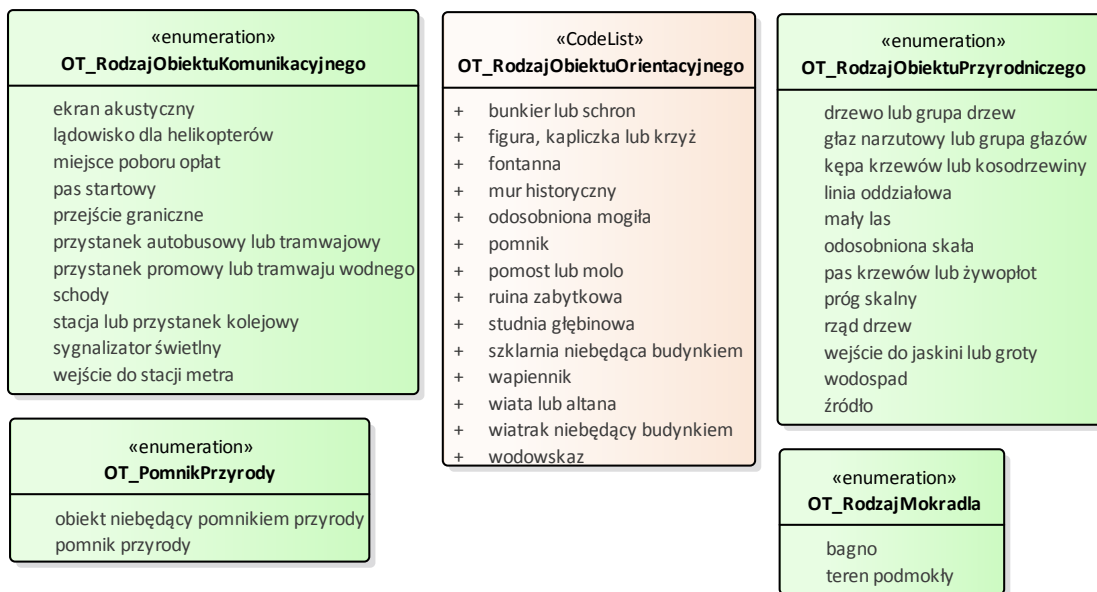 «enumeration»
OT_RodzajObiektuKomunikacyjnego
ekran akustyczny
lądowisko dla helikopterów
miejsce poboru opłat
pas startowy
przejście graniczne
przystanek autobusowy lub tramwajowy
przystanek promowy lub tramwaju wodnego
schody
stacja lub przystanek kolejowy
sygnalizator świetlny
wejście do stacji metra
«enumeration»
OT_PomnikPrzyrody
obiekt niebędący pomnikiem przyrody
pomnik przyrody
«CodeList»
OT_RodzajObiektuOrientacyjnego
+ bunkier lub schron
+ figura, kapliczka lub krzyż
+ fontanna
+ mur historyczny
+ odosobniona mogiła
+ pomnik
+ pomost lub molo
+ ruina zabytkowa
+ studnia głębinowa
+ szklarnia niebędąca budynkiem
+ wapiennik
+ wiata lub altana
+ wiatrak niebędący budynkiem
+ wodowskaz
«enumeration»
OT_RodzajObiektuPrzyrodniczego
drzewo lub grupa drzew
głaz narzutowy lub grupa głazów
kępa krzewów lub kosodrzewiny
linia oddziałowa
mały las
odosobniona skała
pas krzewów lub żywopłot
próg skalny
rząd drzew
wejście do jaskini lub groty
wodospad
źródło
«enumeration»
OT_RodzajMokradla
bagno
teren podmokły